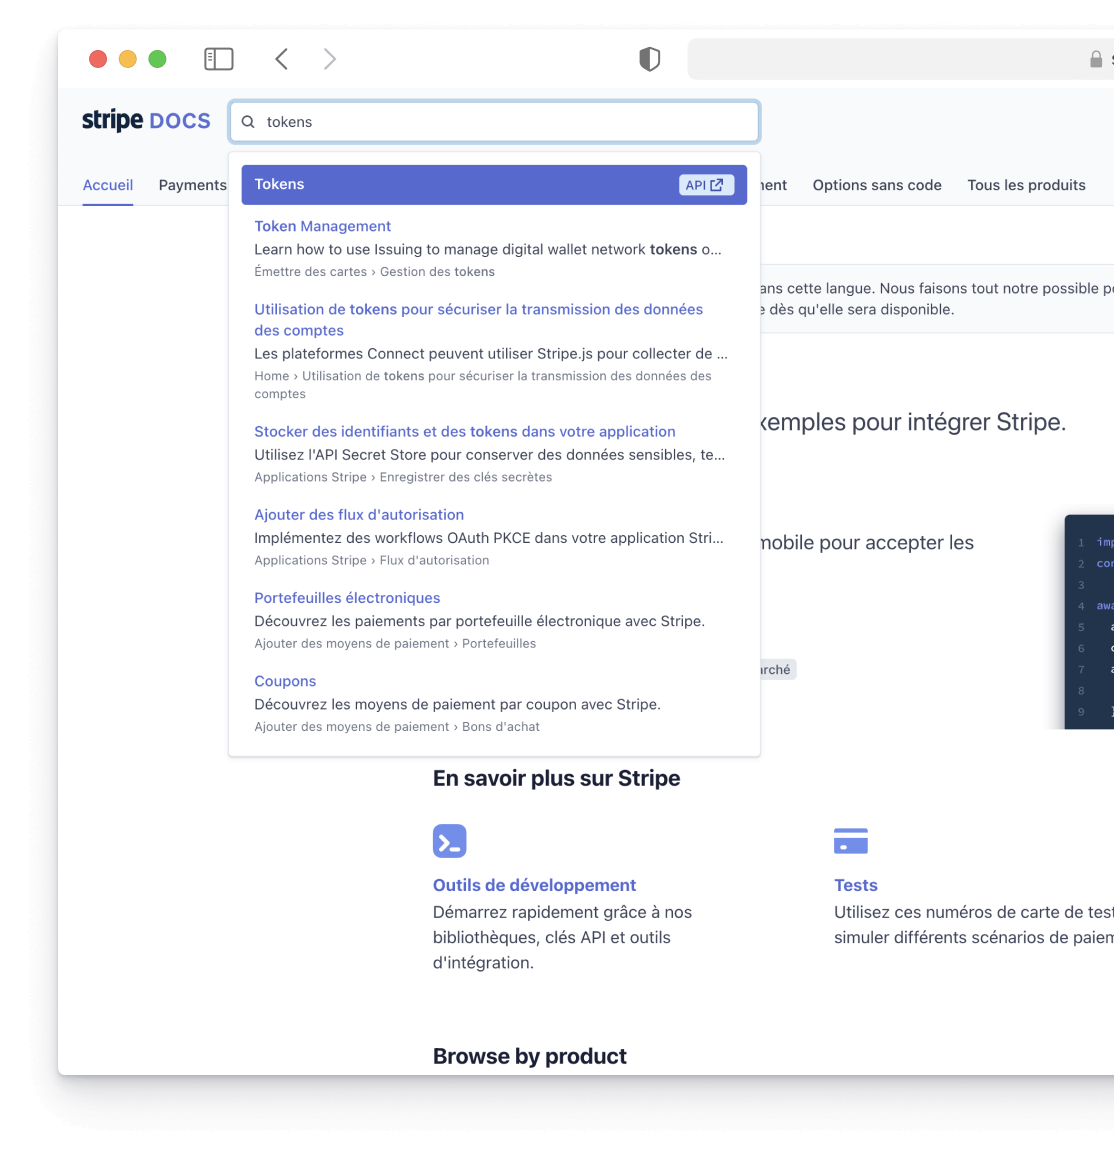 stripe DOCS
tokens
Accueil
Payments
Options sans code
Tous les produits
Tokens
API
Token Management
Learn how to use Issuing to manage digital wallet network tokens o...
Émettre des cartes › Gestion des tokens
Utilisation de tokens pour sécuriser la transmission des données
des comptes
Les plateformes Connect peuvent utiliser Stripe.js pour collecter de ...
Home › Utilisation de tokens pour sécuriser la transmission des données des
comptes
Stocker des identifiants et des tokens dans votre application
Utilisez l'API Secret Store pour conserver des données sensibles, te...
Applications Stripe › Enregistrer des clés secrètes
Ajouter des flux d'autorisation
Implémentez des workflows OAuth PKCE dans votre application Stri...
Applications Stripe › Flux d'autorisation
Portefeuilles électroniques
Découvrez les paiements par portefeuille électronique avec Stripe.
Ajouter des moyens de paiement › Portefeuilles
Coupons
Découvrez les moyens de paiement par coupon avec Stripe.
Ajouter des moyens de paiement › Bons d'achat
cette langue. Nous faisons tout notre possible
dès qu'elle sera disponible.
xemples pour intégrer Stripe.
mobile pour accepter les
1 imp
2 con
3
4 awa
5 a
6 c
7 a
8
9 }
rché
En savoir plus sur Stripe
Outils de développement
Démarrez rapidement grâce à nos
bibliothèques, clés API et outils
d'intégration.
Tests
Utilisez ces numéros de carte de test
simuler différents scénarios de paiem
Browse by product